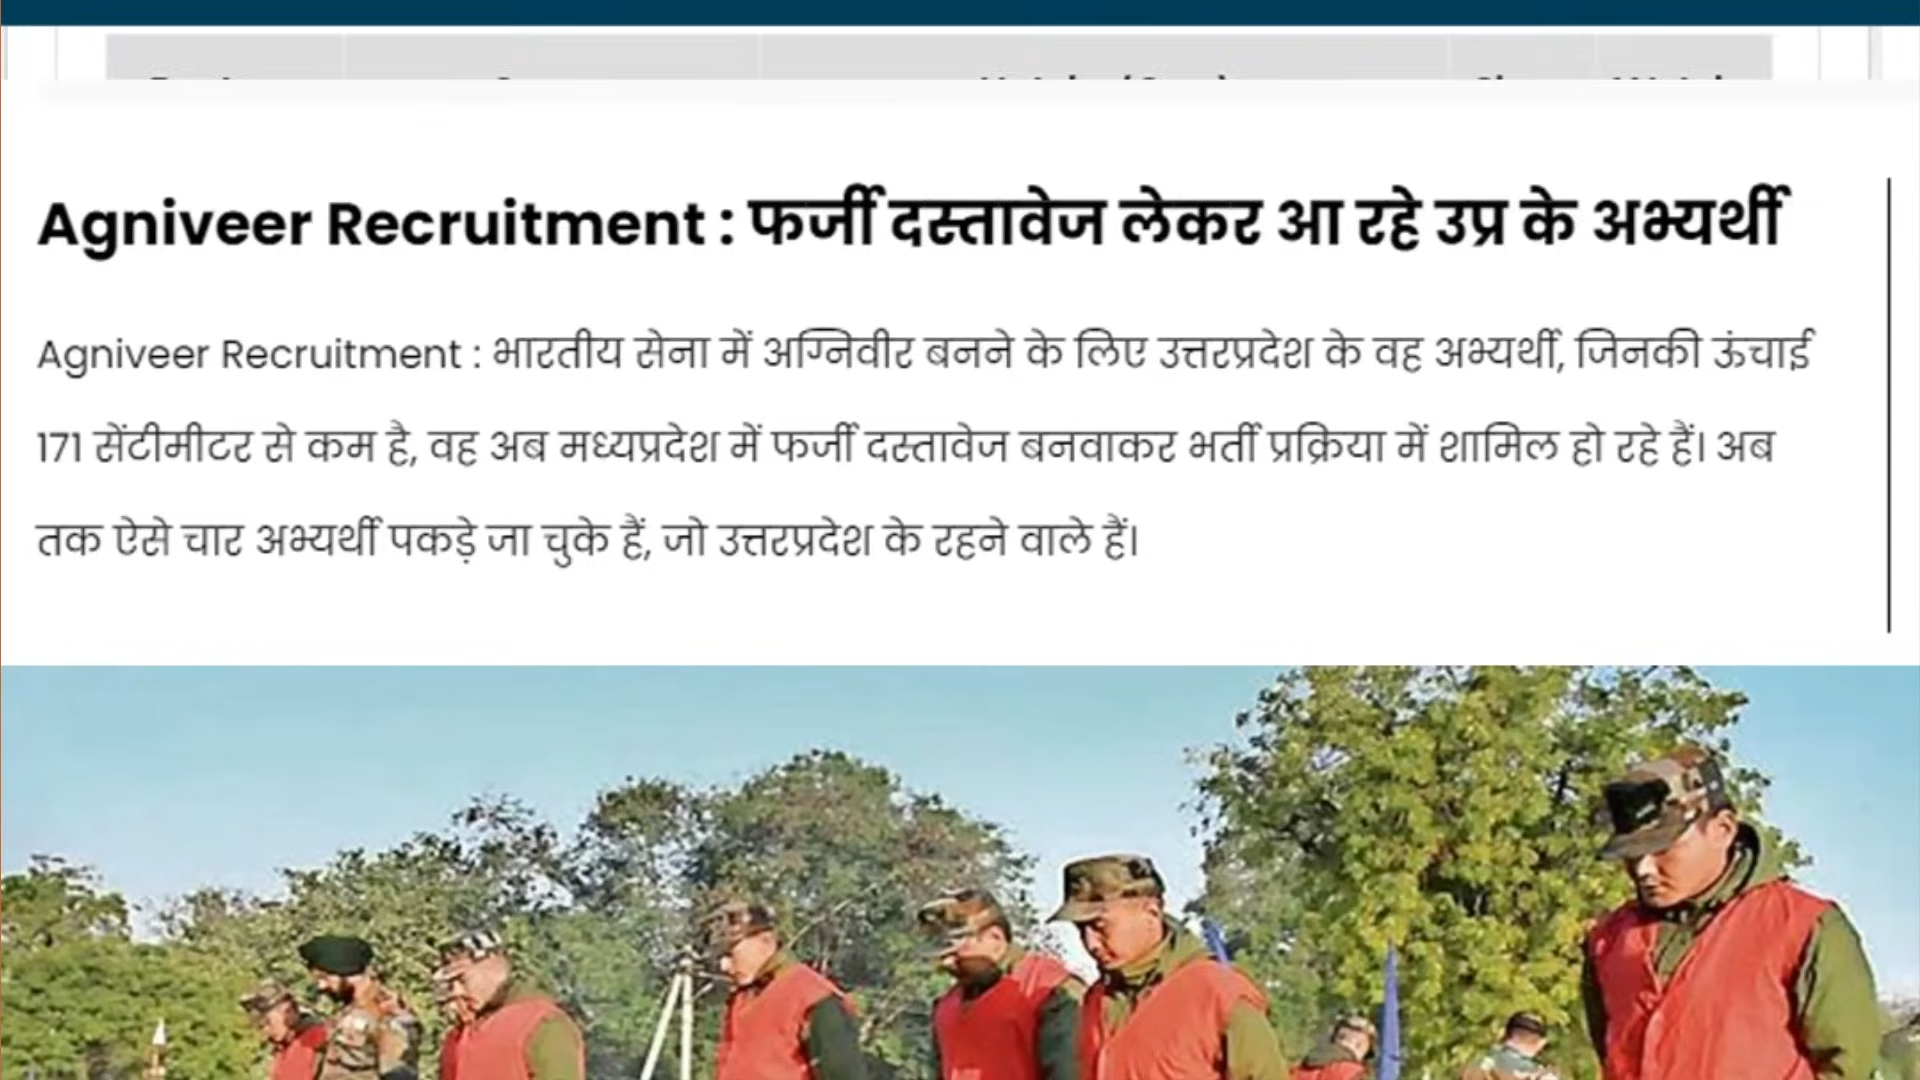 Agniveer Recruitment : फर्जी दस्तावेज लेकर आ रहे उप्र के अभ्यर्थी
Agniveer Recruitment : भारतीय सेना में अग्निवीर बनने के लिए उत्तरप्रदेश के वह अभ्यर्थी, जिनकी ऊंचाई
171 सेंटीमीटर से कम है, वह अब मध्यप्रदेश में फर्जी दस्तावेज बनवाकर भर्ती प्रक्रिया में शामिल हो रहे हैं। अब
तक ऐसे चार अभ्यर्थी पकड़े जा चुके हैं, जो उत्तरप्रदेश के रहने वाले हैं।